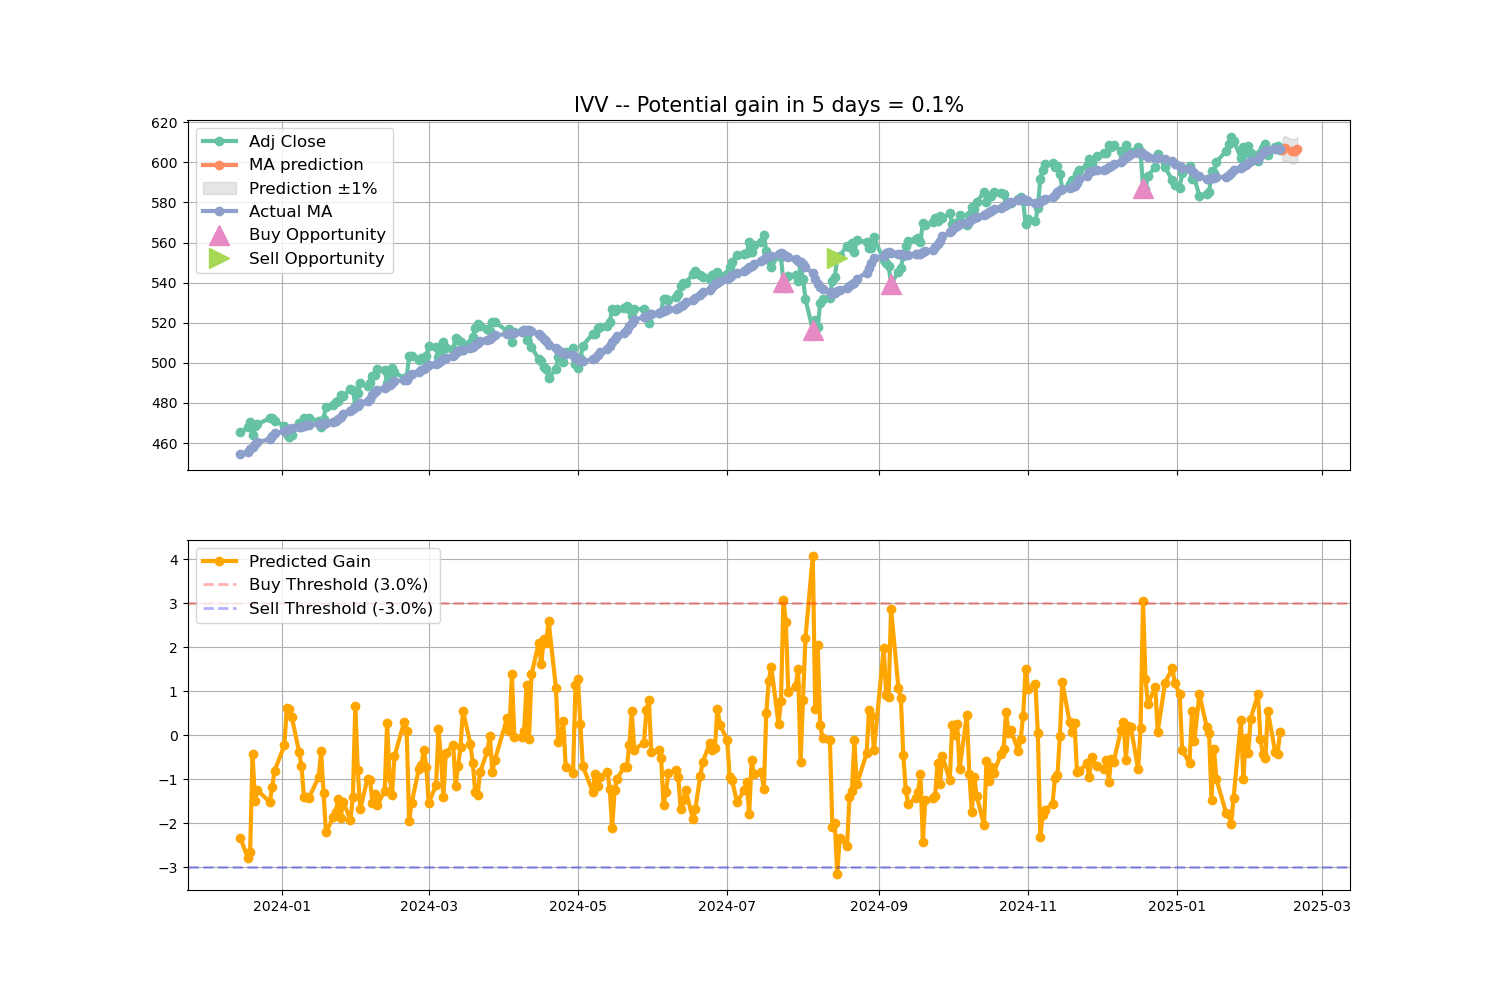 IVV -- Potential gain in 5 days = 0.1%
620
600
580
560
540
520
500
480
460
Adj Close
MA prediction
Prediction ±1%
Actual MA
Buy Opportunity
Sell Opportunity
4
3
2
1
0
−1
−2
−3
Predicted Gain
Buy Threshold (3.0%)
Sell Threshold (-3.0%)
2024-01 2024-03 2024-05 2024-07 2024-09 2024-11 2025-01 2025-03